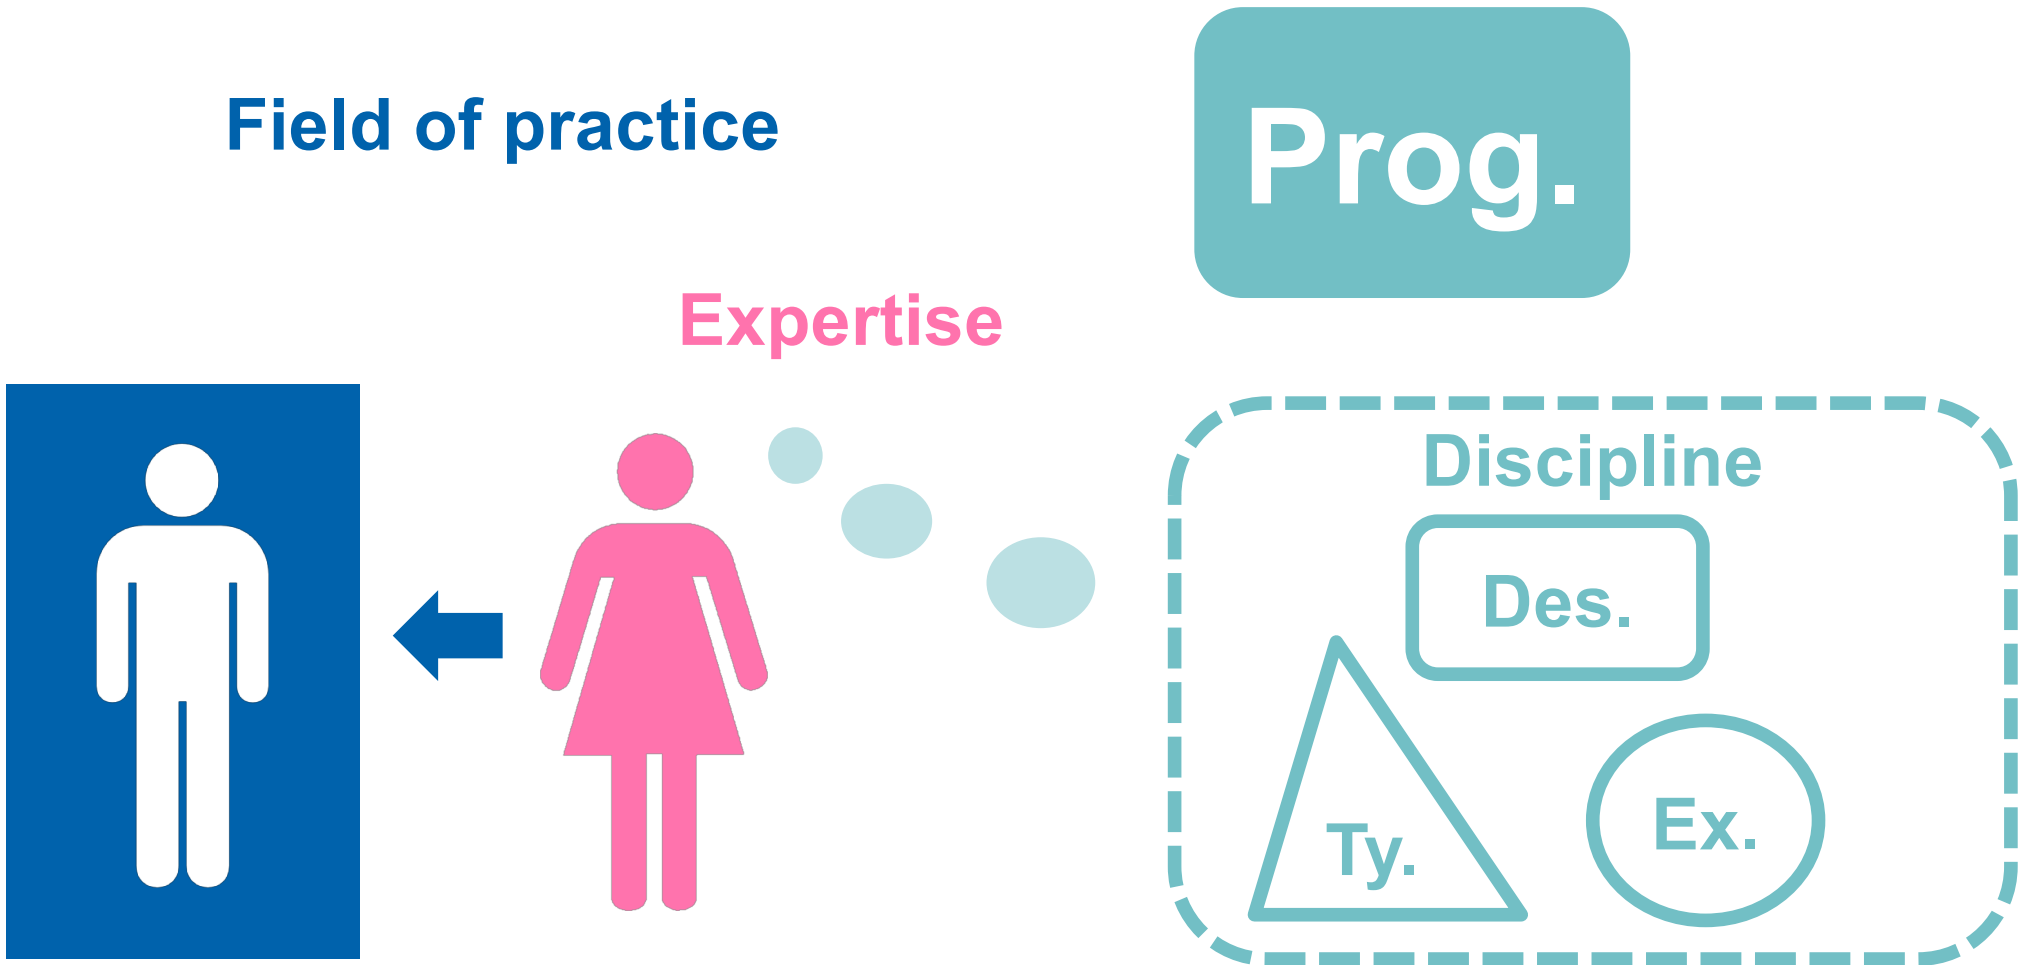 Field of practice
Prog.
Expertise
Discipline
Des.
Ty.
Ex.